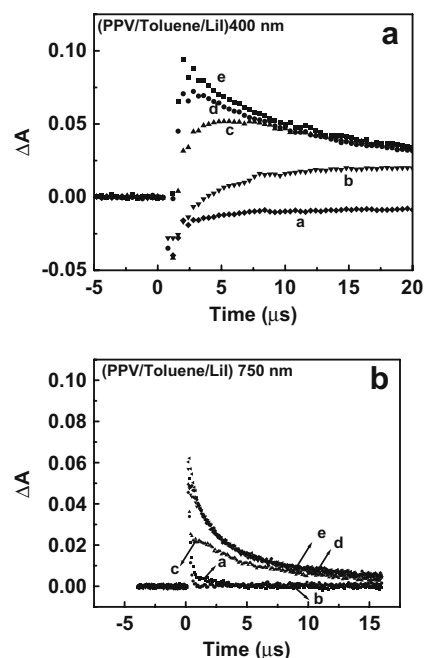 (PPV/Toluene/LiI)400 nm
a
0.10
0.05
0.00
-0.05
ΔA
e
d
c
b
a
-5
0
5
10
15
20
Time (μs)
(PPV/Toluene/LiI) 750 nm
b
0.10
0.08
0.06
0.04
0.02
0.00
ΔA
e
d
c
a
b
-5
0
5
10
15
Time (μs)